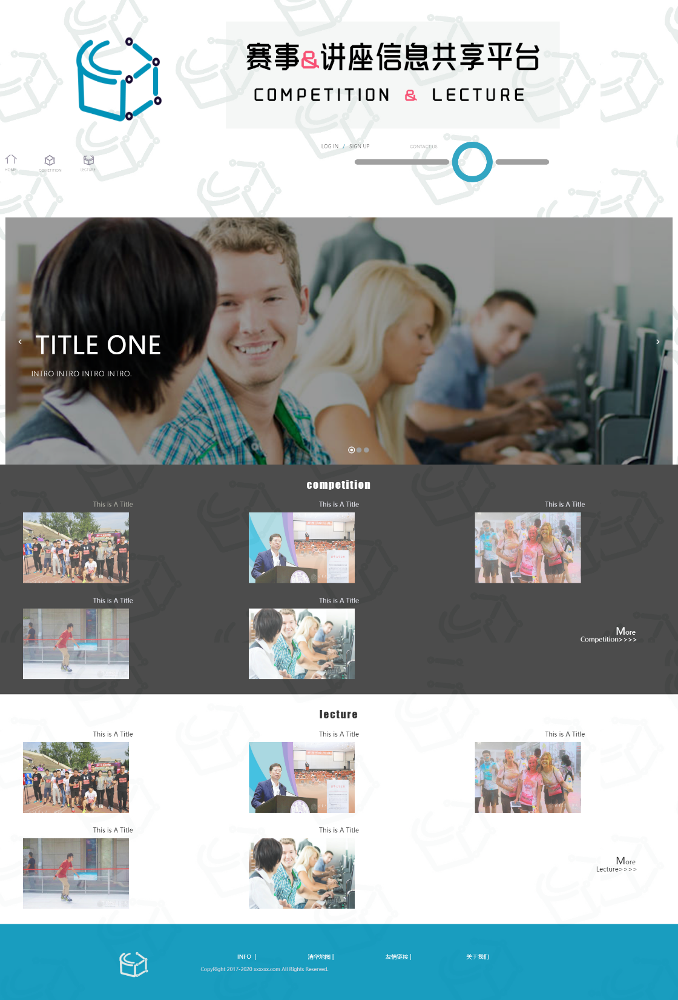 赛事&讲座信息共享平台
COMPETITION & LECTURE
LOG IN / SIGN UP
CONTACT US
HOME
COMETITION
LECTURE
TITLE ONE
INTRO INTRO INTRO INTRO.
competition
This is A Title
This is A Title
This is A Title
This is A Title
This is A Title
More
Competition>>>>
lecture
This is A Title
This is A Title
This is A Title
This is A Title
This is A Title
More
Lecture>>>>
INFO |
清华地图 |
友情链接 |
关于我们
CopyRight 2017-2020 xxxxxx.com All Rights Reserved.